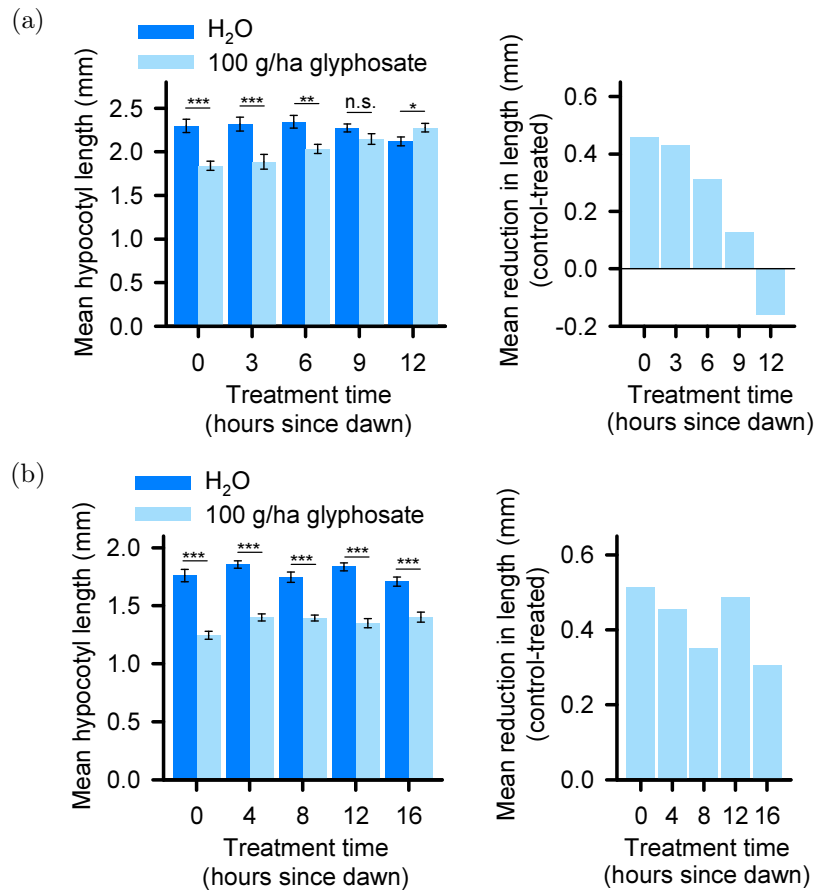 (a)
H₂O
100 g/ha glyphosate
Mean hypocotyl length (mm)
2.5
2.0
1.5
1.0
0.5
0.0
***
***
**
n.s.
*
0 3 6 9 12
Treatment time
(hours since dawn)
Mean reduction in length (mm)
(control-treated)
0.6
0.4
0.2
0.0
-0.2
0 3 6 9 12
Treatment time
(hours since dawn)
(b)
H₂O
100 g/ha glyphosate
Mean hypocotyl length (mm)
2.0
1.5
1.0
0.5
0.0
***
***
***
***
***
0 4 8 12 16
Treatment time
(hours since dawn)
Mean reduction in length (mm)
(control-treated)
0.6
0.4
0.2
0.0
0 4 8 12 16
Treatment time
(hours since dawn)